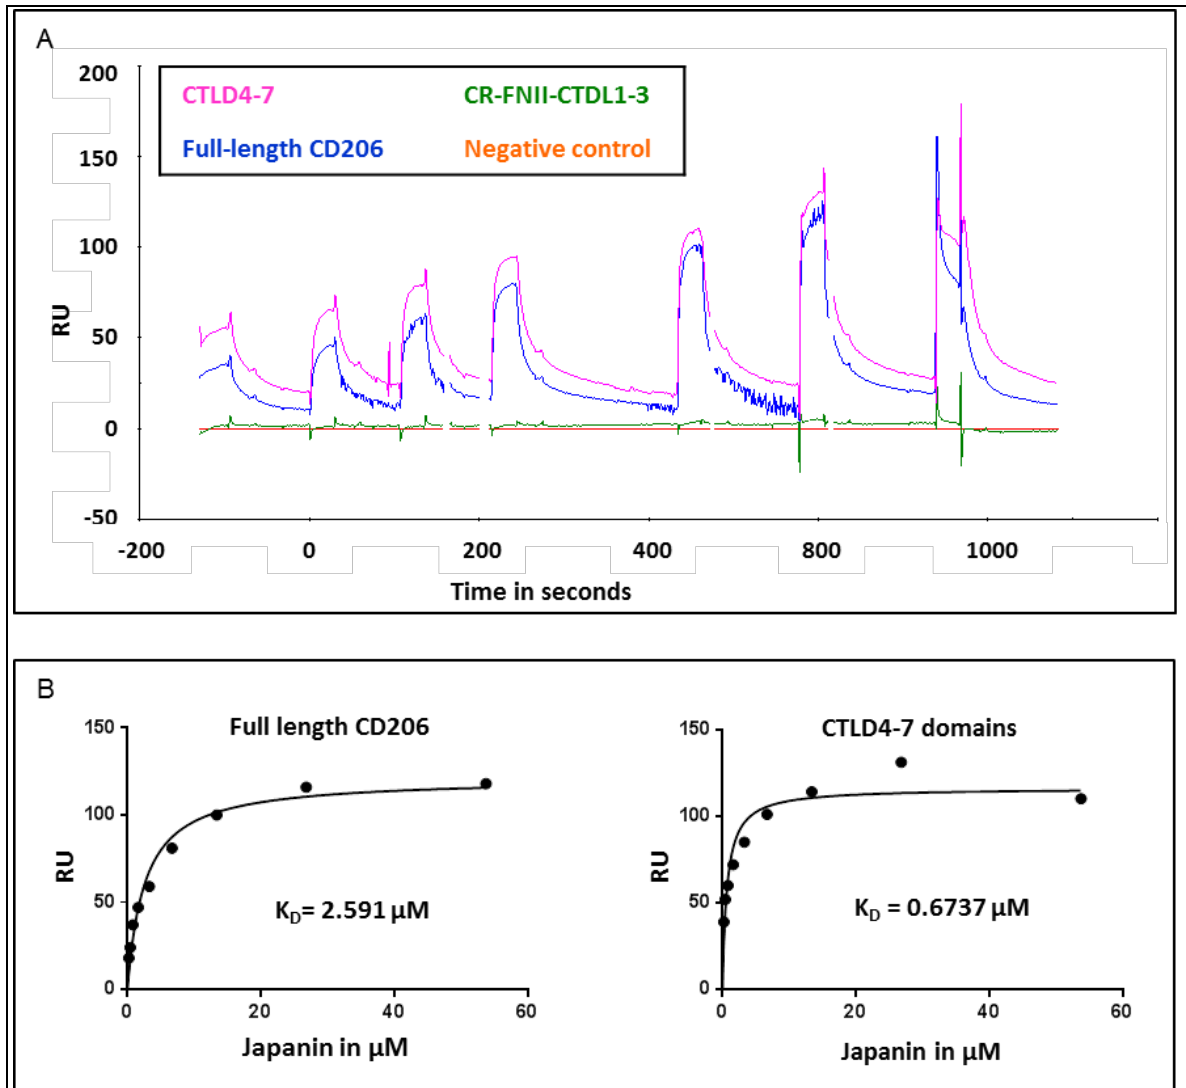 A
200
150
100
50
0
-50
RU
CTLD4-7 CR-FNII-CTDL1-3
Full-length CD206 Negative control
-200 0 200 400 800 1000
Time in seconds
B
Full length CD206
150
100
50
0
RU
K_D= 2.591 µM
0 20 40 60
Japanin in µM
CTLD4-7 domains
150
100
50
0
RU
K_D = 0.6737 µM
0 20 40 60
Japanin in µM